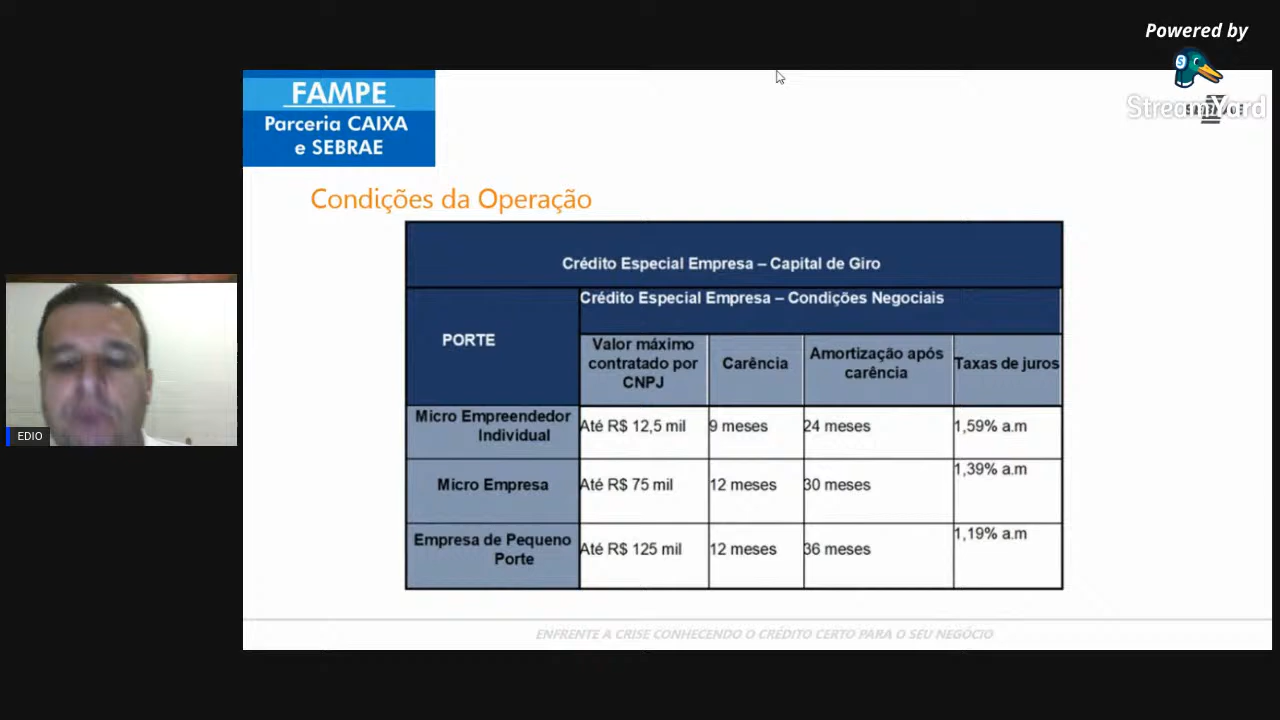 Powered by
StreamYard
FAMPE
Parceria CAIXA
e SEBRAE
Condições da Operação
Crédito Especial Empresa – Capital de Giro
Crédito Especial Empresa – Condições Negociais
PORTE
Valor máximo
contratado por
CNPJ
Carência
Amortização após
carência
Taxas de juros
Micro Empreendedor
Individual
Até R$ 12,5 mil
9 meses
24 meses
1,59% a.m
Micro Empresa
Até R$ 75 mil
12 meses
30 meses
1,39% a.m
Empresa de Pequeno
Porte
Até R$ 125 mil
12 meses
36 meses
1,19% a.m
EDIO
ENFRENTE A CRISE CONHECENDO O CRÉDITO CERTO PARA O SEU NEGÓCIO